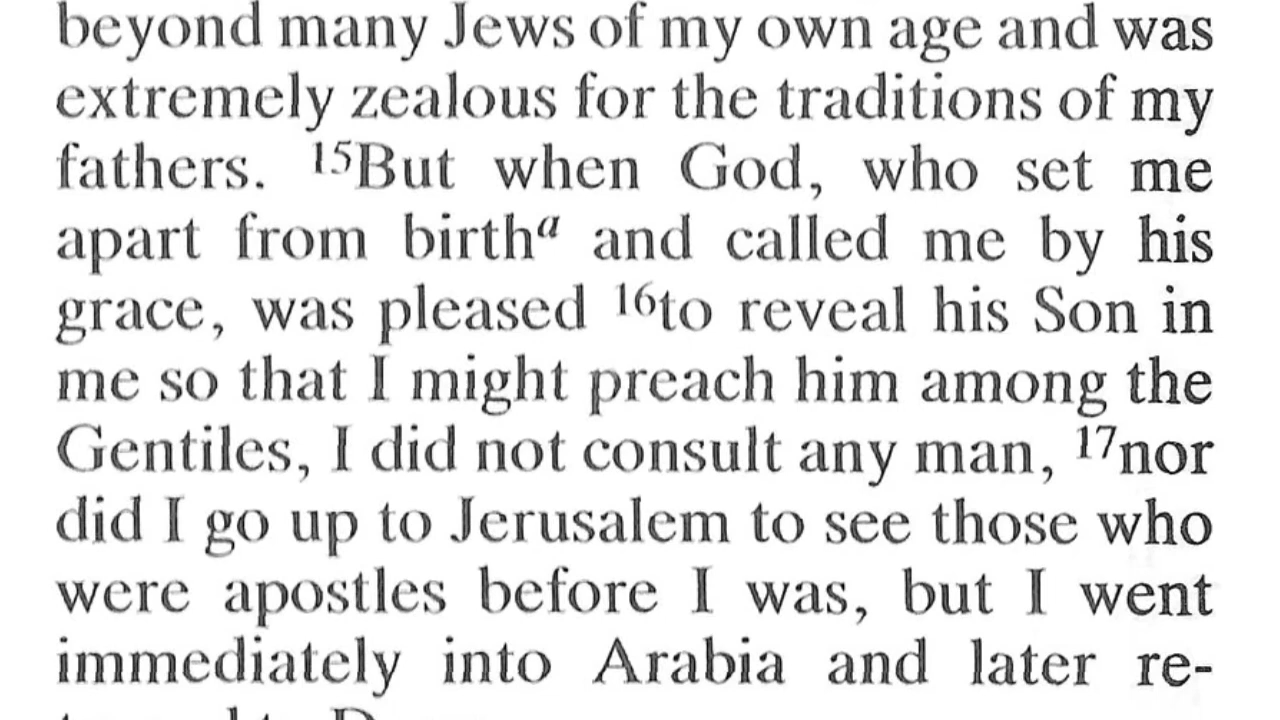 beyond many Jews of my own age and was
extremely zealous for the traditions of my
fathers. ¹⁵But when God, who set me
apart from birthᵃ and called me by his
grace, was pleased ¹⁶to reveal his Son in
me so that I might preach him among the
Gentiles, I did not consult any man, ¹⁷nor
did I go up to Jerusalem to see those who
were apostles before I was, but I went
immediately into Arabia and later re-